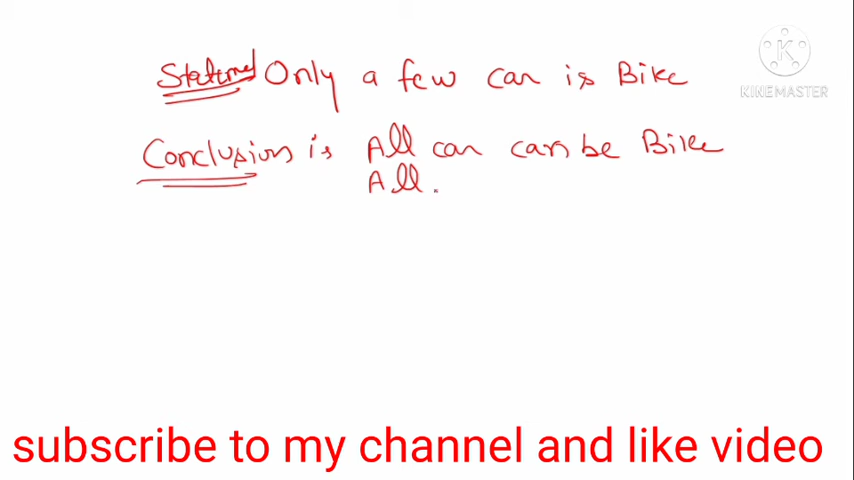 Statement Only a few car is Bike
KINEMASTER
Conclusion is All car can be Bike
All.
subscribe to my channel and like video